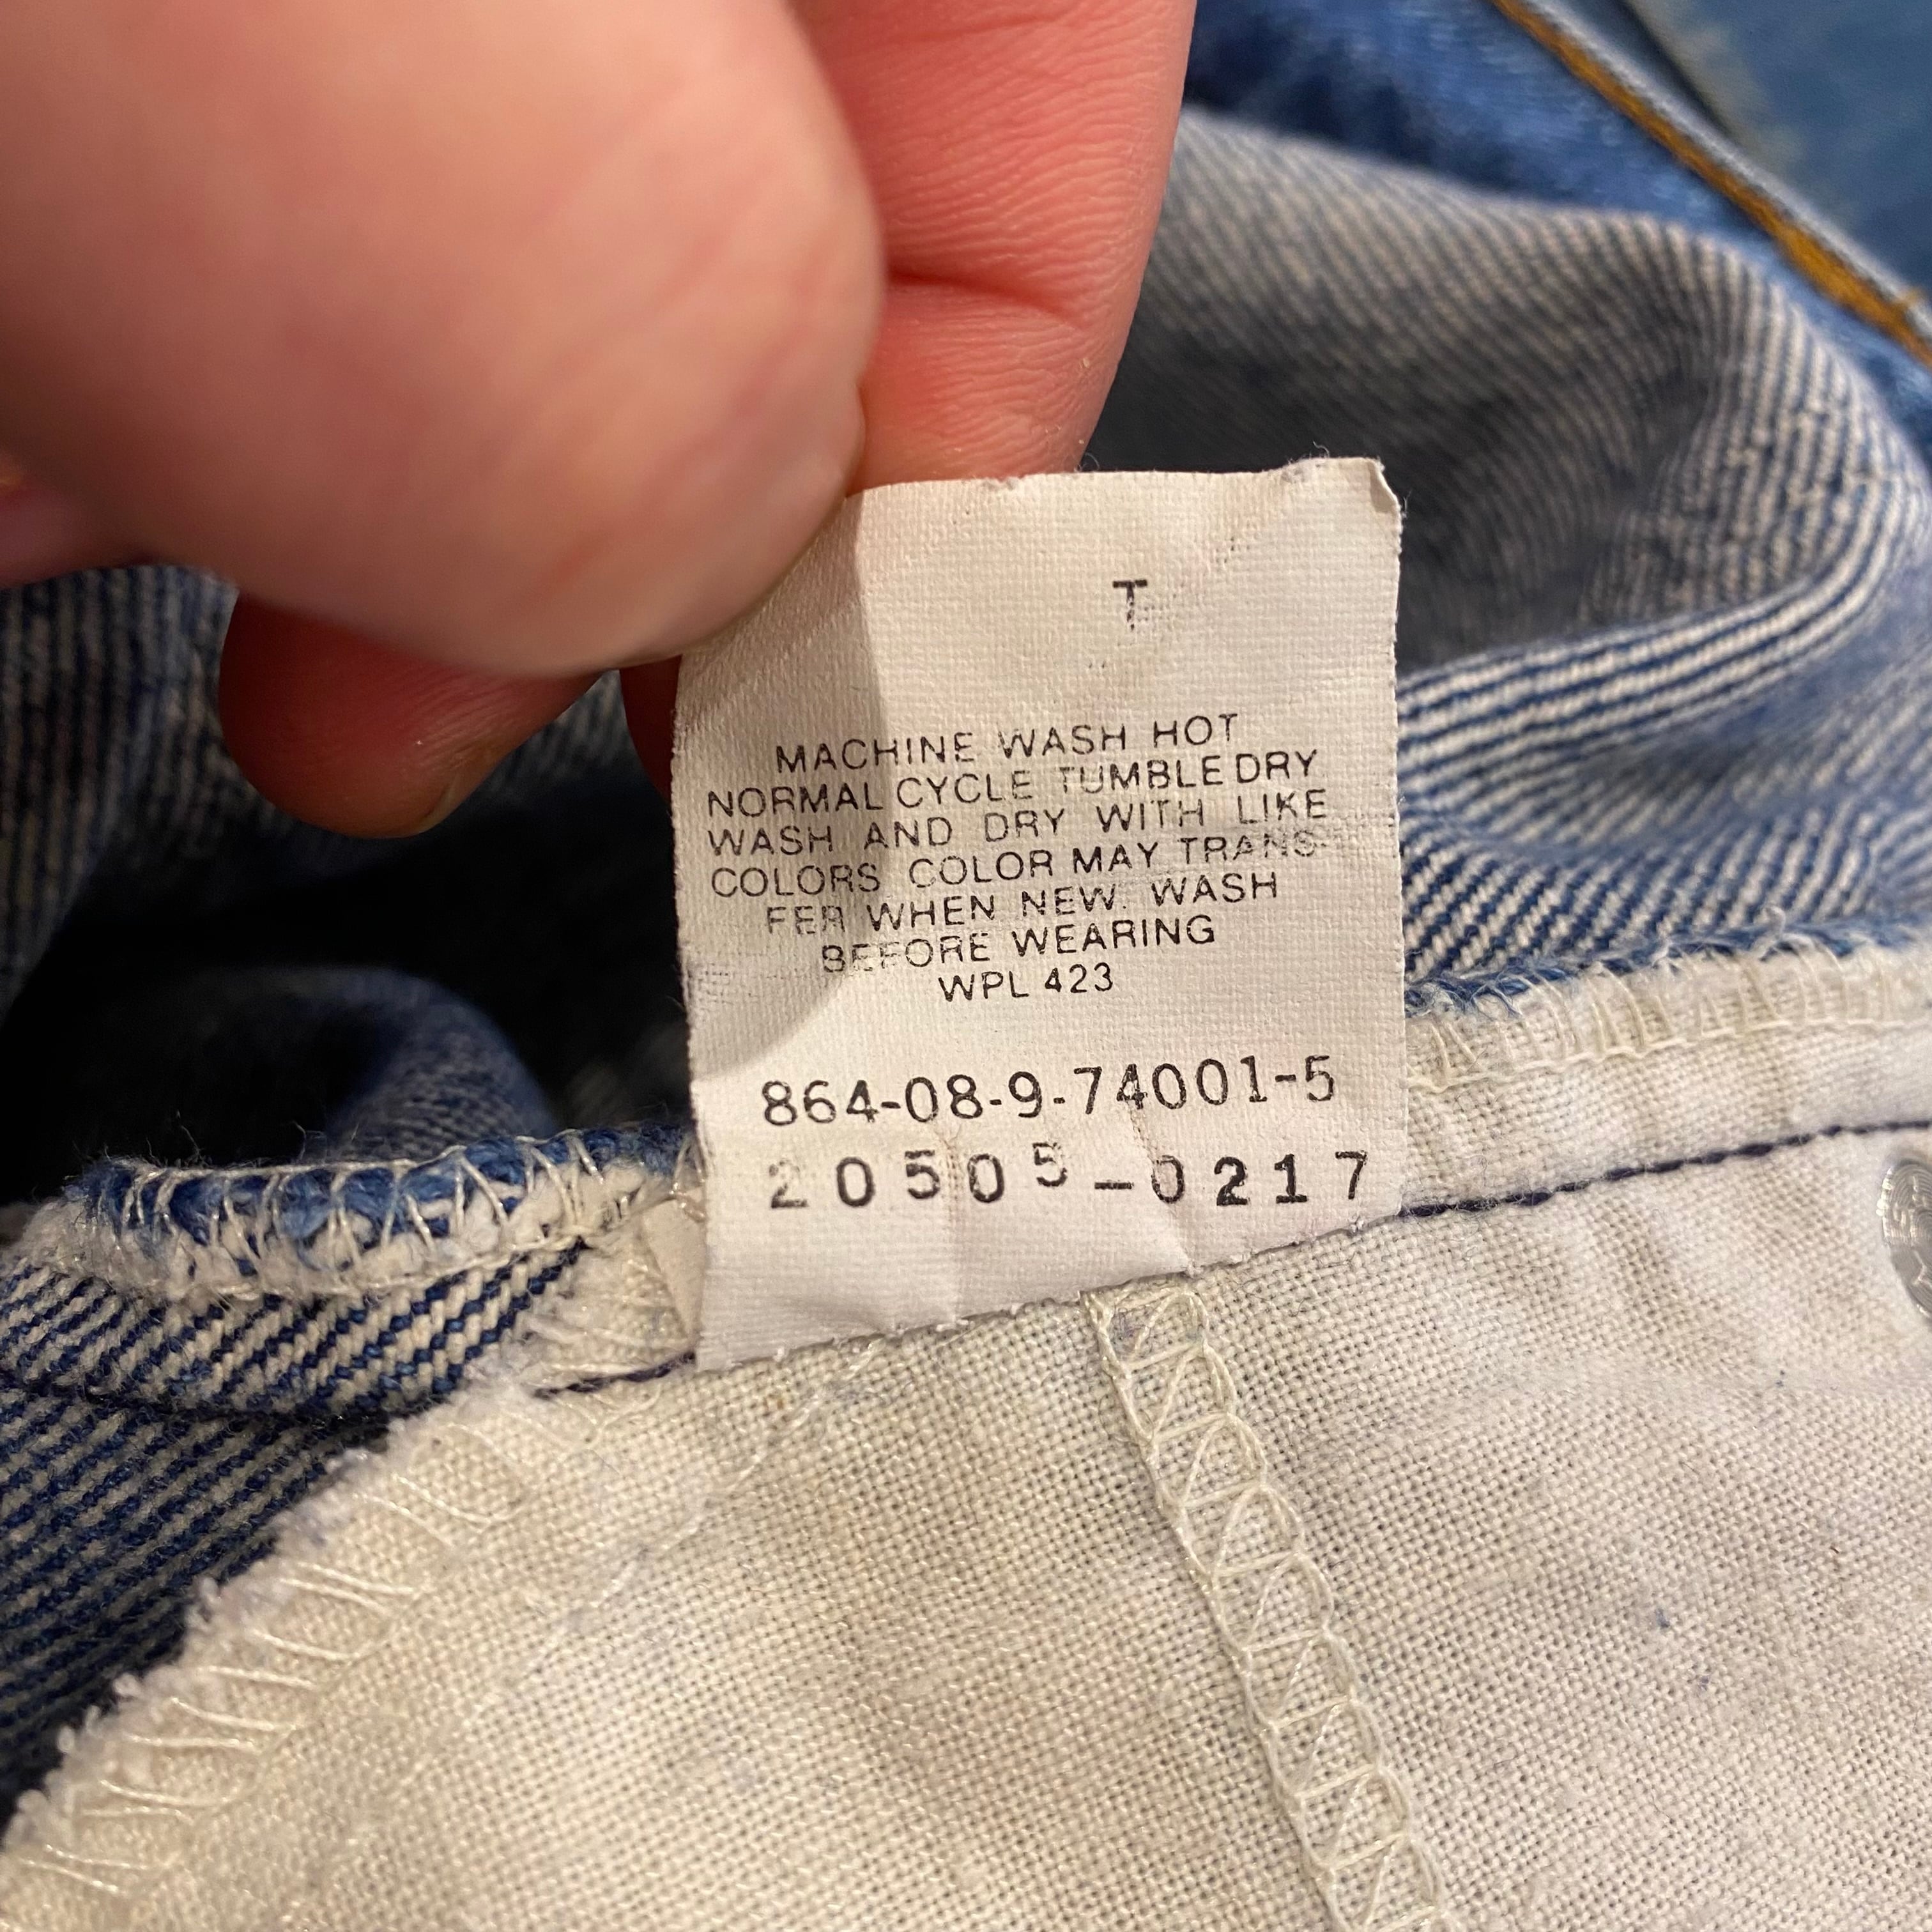 T
MACHINE WASH HOT
NORMAL CYCLE TUMBLE DRY
WASH AND DRY WITH LIKE
COLORS COLOR MAY TRANS-
FER WHEN NEW. WASH
BEFORE WEARING
WPL 423
864-08-9-74001-5
20505-0217